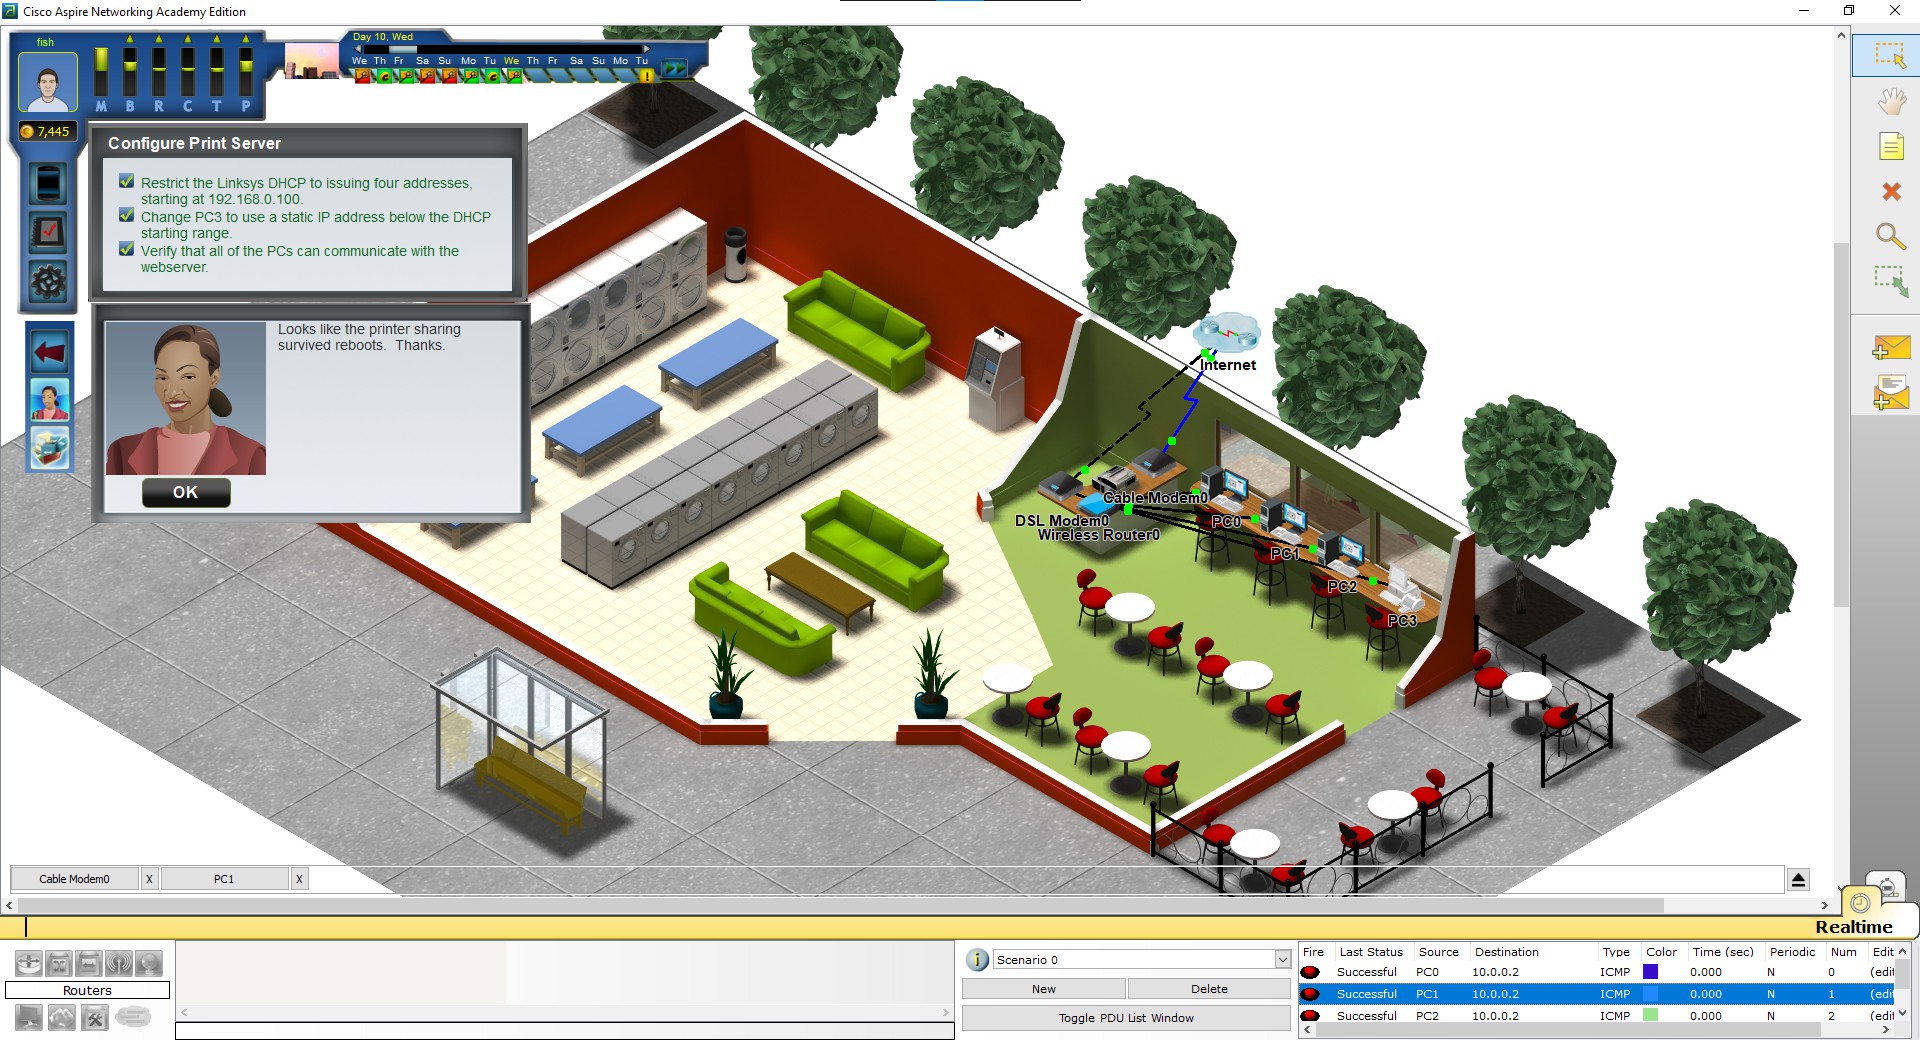 Cisco Aspire Networking Academy Edition
fish
M B R C T P
7,445
Day 10, Wed
We Th Fr Sa Su Mo Tu We Th Fr Sa Su Mo Tu
Configure Print Server
Restrict the Linksys DHCP to issuing four addresses,
starting at 192.168.0.100.
Change PC3 to use a static IP address below the DHCP
starting range.
Verify that all of the PCs can communicate with the
webserver.
Looks like the printer sharing
survived reboots.  Thanks.
OK
Internet
Cable Modem0
DSL Modem0
Wireless Router0
PC0
PC1
PC2
PC3
Cable Modem0 X PC1 X
Realtime
Routers
Scenario 0
New Delete
Toggle PDU List Window
Fire Last Status Source Destination Type Color Time (sec) Periodic Num Edit
Successful PC0 10.0.0.2 ICMP 0.000 N 0 (edit
Successful PC1 10.0.0.2 ICMP 0.000 N 1 (edit
Successful PC2 10.0.0.2 ICMP 0.000 N 2 (edit